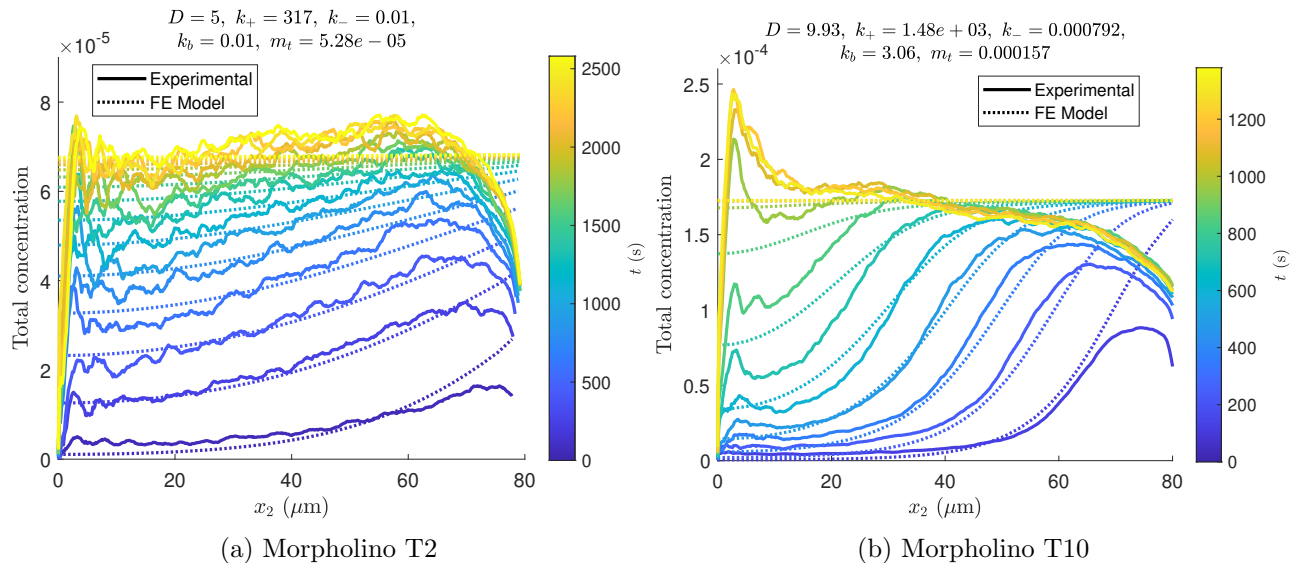 D = 5, k₊ = 317, k₋ = 0.01,
k_b = 0.01, m_t = 5.28e − 05
×10⁻⁵
Experimental
FE Model
8
6
4
2
0
Total concentration
0 20 40 60 80
x₂ (μm)
2500
2000
1500
1000
500
0
t (s)
(a) Morpholino T2
D = 9.93, k₊ = 1.48e + 03, k₋ = 0.000792,
k_b = 3.06, m_t = 0.000157
×10⁻⁴
Experimental
FE Model
2.5
2
1.5
1
0.5
0
Total concentration
0 20 40 60 80
x₂ (μm)
1200
1000
800
600
400
200
0
t (s)
(b) Morpholino T10